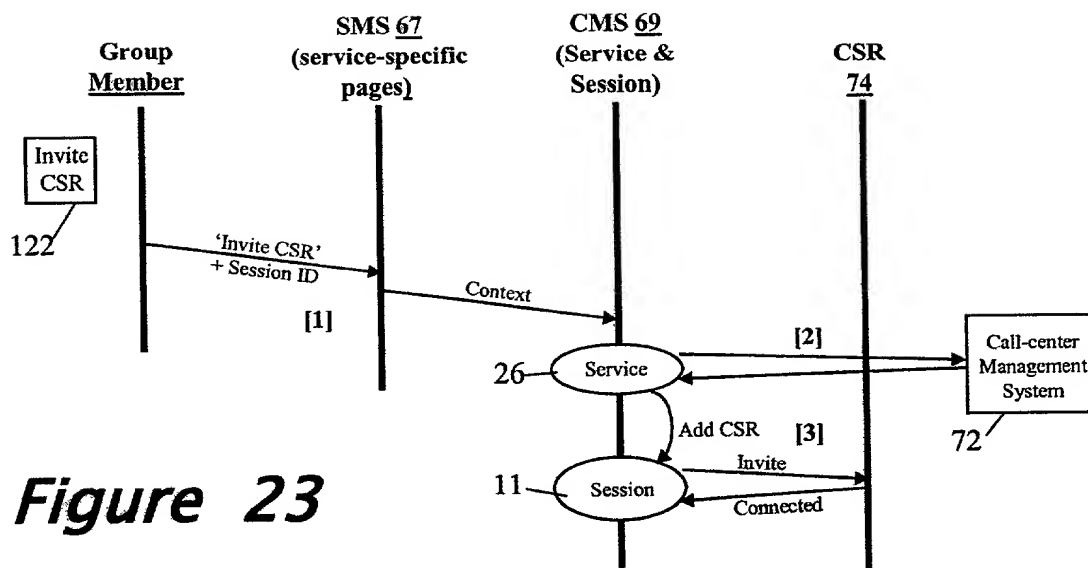 Group
Member
SMS 67
(service-specific
pages)
CMS 69
(Service &
Session)
CSR
74
Invite
CSR
122
'Invite CSR'
+ Session ID
[1]
Context
[2]
Call-center
Management
System
72
26
Service
Add CSR
[3]
11
Session
Invite
Connected
Figure 23